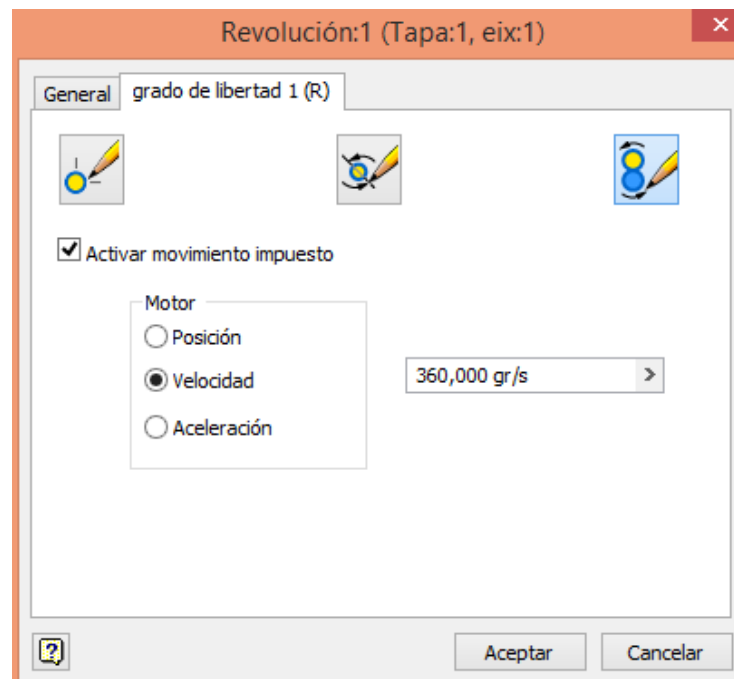 Revolución:1 (Tapa:1, eix:1)
General grado de libertad 1 (R)
Activar movimiento impuesto
Motor
Posición
Velocidad 360,000 gr/s
Aceleración
Aceptar Cancelar